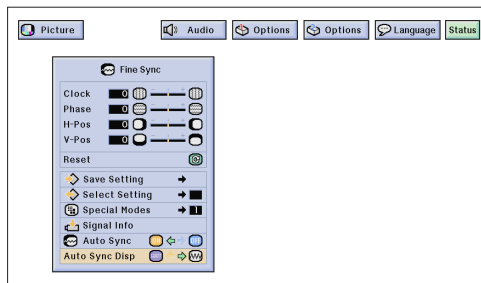 Picture Audio Options Options Language Status
Fine Sync
Clock 0
Phase 0
H-Pos 0
V-Pos 0
Reset
Save Setting
Select Setting
Special Modes 1
Signal Info
Auto Sync
Auto Sync Disp